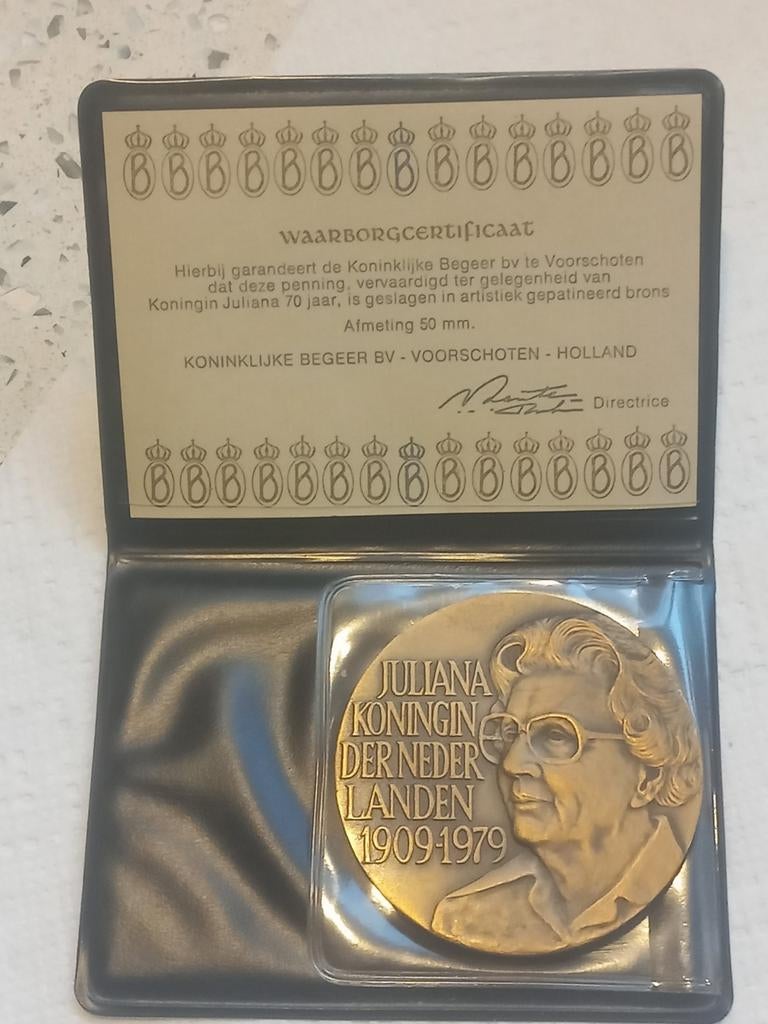 B B B B B B B B B B B B B B B
WAARBORGCERTIFICAAT
Hierbij garandeert de Koninklijke Begeer bv te Voorschoten
dat deze penning, vervaardigd ter gelegenheid van
Koningin Juliana 70 jaar, is geslagen in artistiek gepatineerd brons
Afmeting 50 mm.
KONINKLIJKE BEGEER BV - VOORSCHOTEN - HOLLAND
Directrice
B B B B B B B B B B B B B B B
JULIANA
KONINGIN
DER NEDER
LANDEN
1909-1979